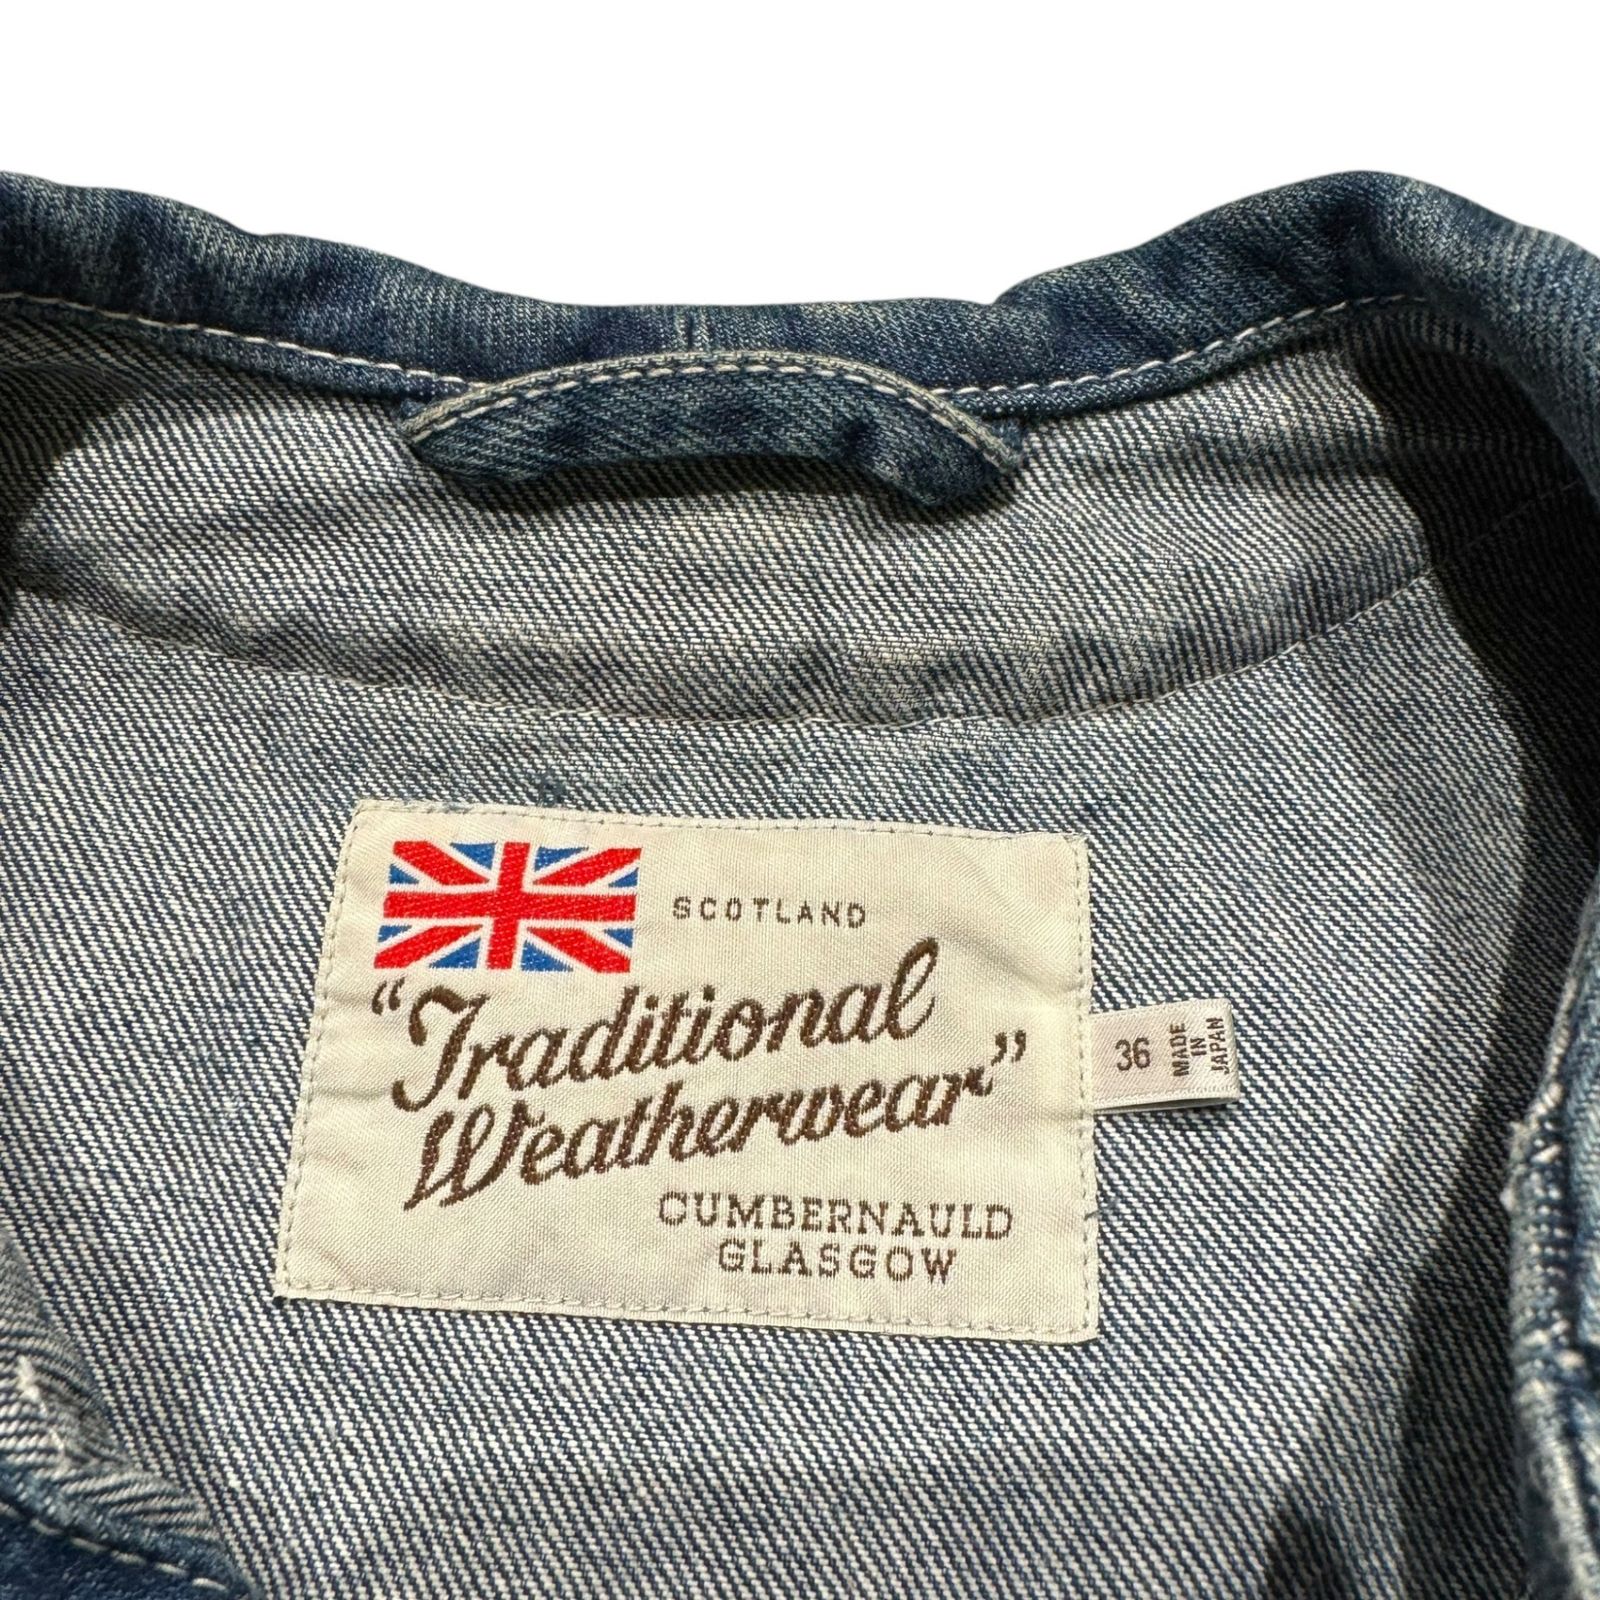 SCOTLAND
"Traditional
Weatherwear"
CUMBERNAULD
GLASGOW
36
MADE
IN
JAPAN